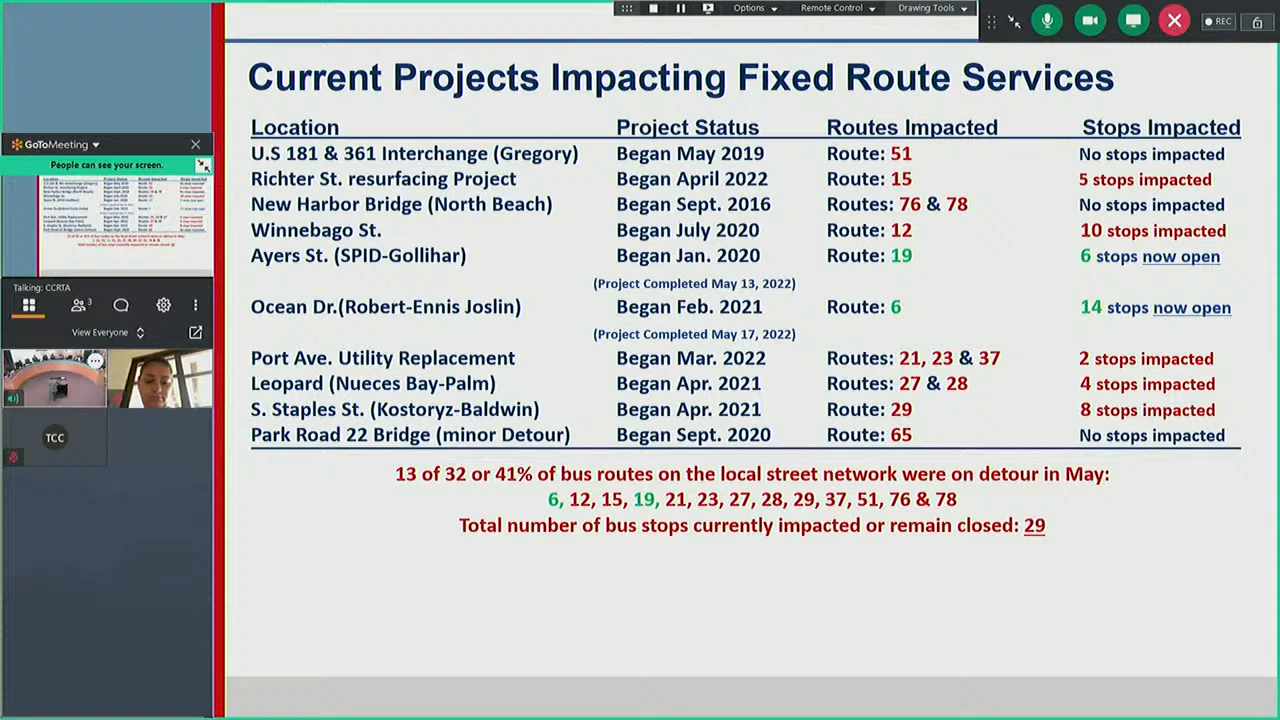 Options
Remote Control
Drawing Tools
REC
GoToMeeting
People can see your screen.
Talking: CCRTA
3
View Everyone
TCC
Current Projects Impacting Fixed Route Services
Location Project Status Routes Impacted Stops Impacted
U.S 181 & 361 Interchange (Gregory) Began May 2019 Route: 51 No stops impacted
Richter St. resurfacing Project Began April 2022 Route: 15 5 stops impacted
New Harbor Bridge (North Beach) Began Sept. 2016 Routes: 76 & 78 No stops impacted
Winnebago St. Began July 2020 Route: 12 10 stops impacted
Ayers St. (SPID-Gollihar) Began Jan. 2020 Route: 19 6 stops now open
(Project Completed May 13, 2022)
Ocean Dr.(Robert-Ennis Joslin) Began Feb. 2021 Route: 6 14 stops now open
(Project Completed May 17, 2022)
Port Ave. Utility Replacement Began Mar. 2022 Routes: 21, 23 & 37 2 stops impacted
Leopard (Nueces Bay-Palm) Began Apr. 2021 Routes: 27 & 28 4 stops impacted
S. Staples St. (Kostoryz-Baldwin) Began Apr. 2021 Route: 29 8 stops impacted
Park Road 22 Bridge (minor Detour) Began Sept. 2020 Route: 65 No stops impacted
13 of 32 or 41% of bus routes on the local street network were on detour in May:
6, 12, 15, 19, 21, 23, 27, 28, 29, 37, 51, 76 & 78
Total number of bus stops currently impacted or remain closed: 29